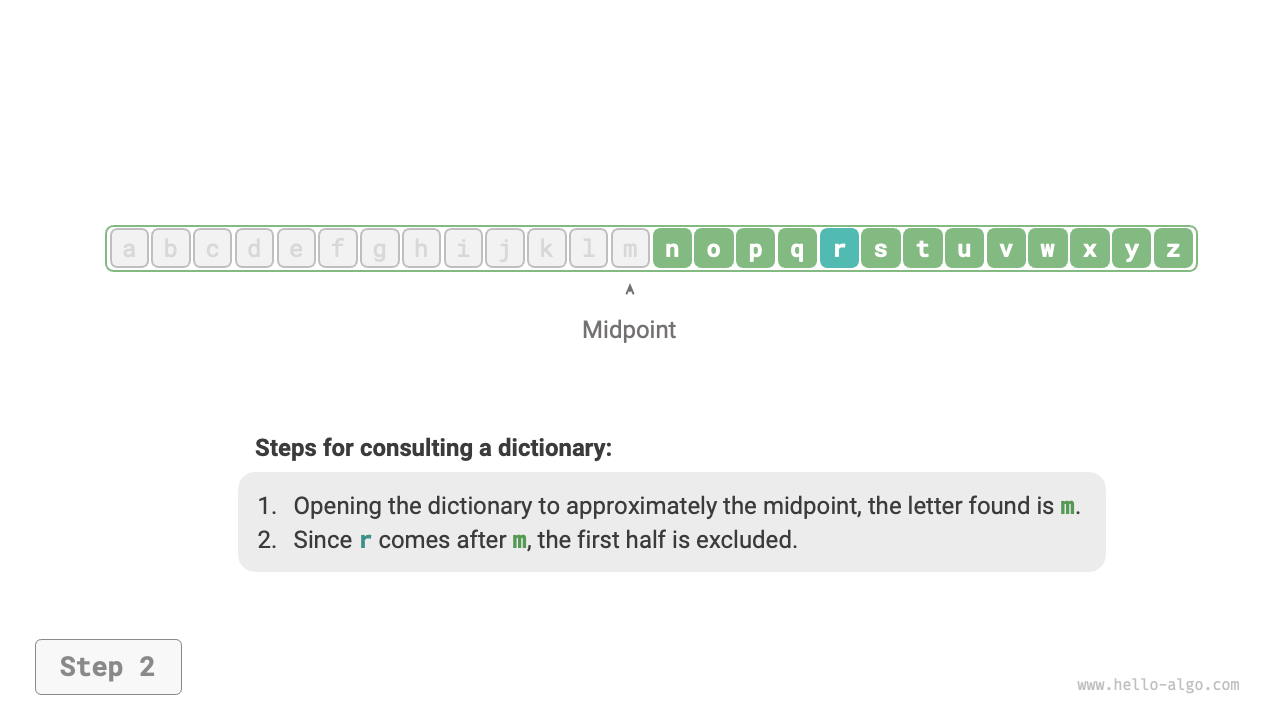 a b c d e f g h i j k l m n o p q r s t u v w x y z
Midpoint
Steps for consulting a dictionary:
1. Opening the dictionary to approximately the midpoint, the letter found is m.
2. Since r comes after m, the first half is excluded.
Step 2
www.hello-algo.com